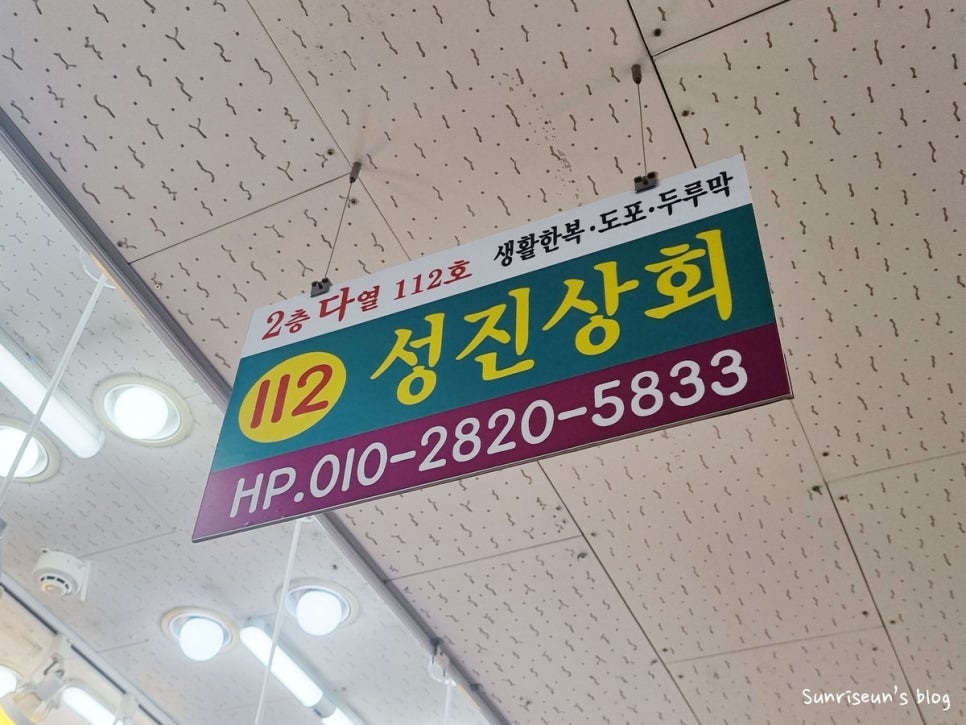 2층 다열 112호 생활한복·도포·두루막
112 성진상회
HP.010-2820-5833
Sunriseun's blog